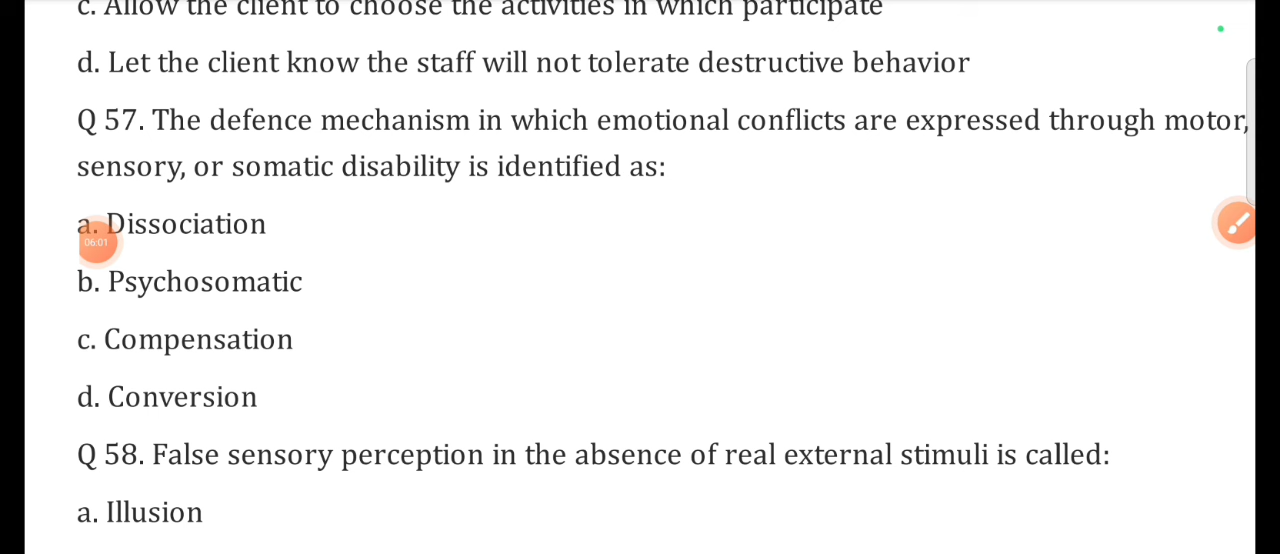 c. Allow the client to choose the activities in which participate
d. Let the client know the staff will not tolerate destructive behavior
Q 57. The defence mechanism in which emotional conflicts are expressed through motor,
sensory, or somatic disability is identified as:
a. Dissociation
06:01
b. Psychosomatic
c. Compensation
d. Conversion
Q 58. False sensory perception in the absence of real external stimuli is called:
a. Illusion